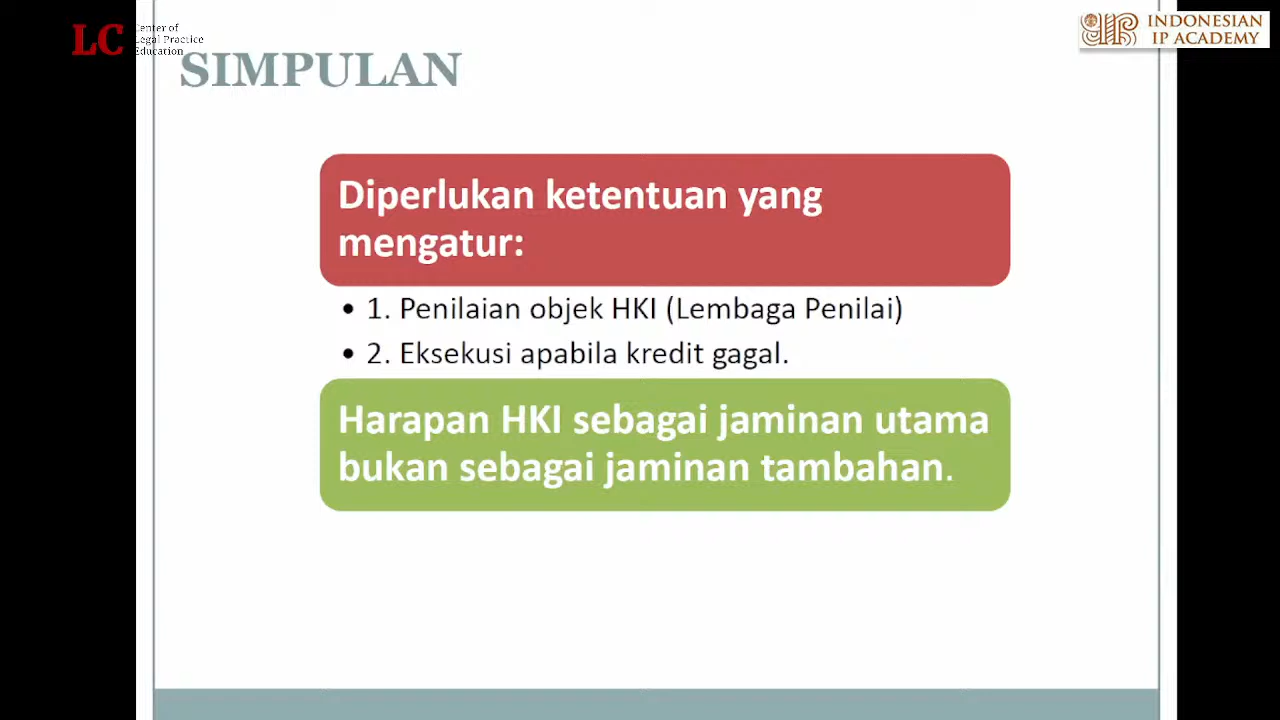 LC
Center of
Legal Practice
Education
INDONESIAN
IP ACADEMY
SIMPULAN
Diperlukan ketentuan yang
mengatur:
• 1. Penilaian objek HKI (Lembaga Penilai)
• 2. Eksekusi apabila kredit gagal.
Harapan HKI sebagai jaminan utama
bukan sebagai jaminan tambahan.